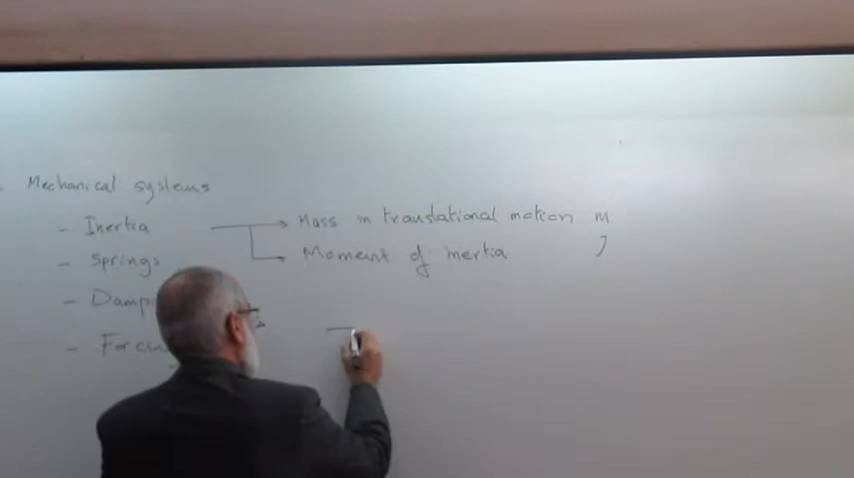 Mechanical systems
- Inertia → Mass in translational motion m
→ Moment of inertia J
- Springs
- Damp
- Forcin